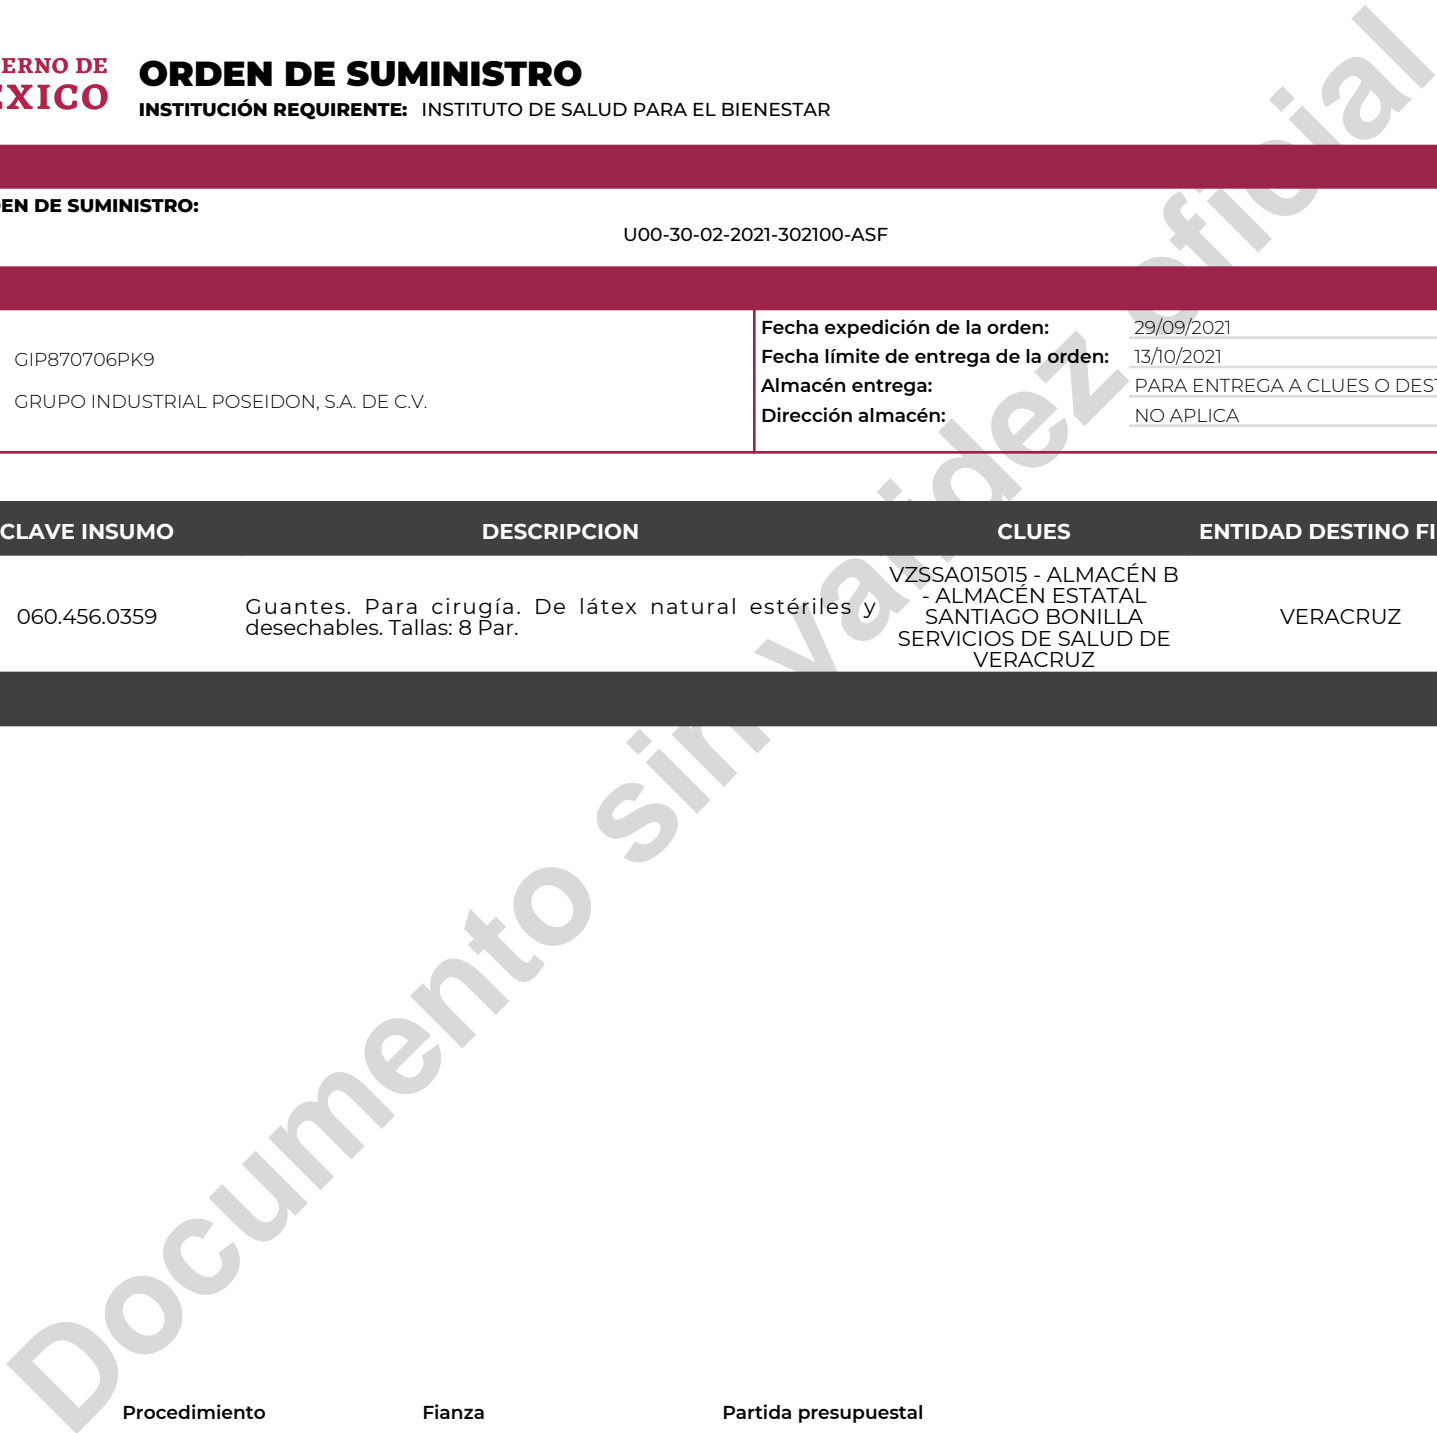 ERNO DE
EXICO
ORDEN DE SUMINISTRO
INSTITUCIÓN REQUIRENTE: INSTITUTO DE SALUD PARA EL BIENESTAR
EN DE SUMINISTRO:
U00-30-02-2021-302100-ASF
GIP870706PK9
GRUPO INDUSTRIAL POSEIDON, S.A. DE C.V.
Fecha expedición de la orden: 29/09/2021
Fecha límite de entrega de la orden: 13/10/2021
Almacén entrega: PARA ENTREGA A CLUES O DEST
Dirección almacén: NO APLICA
CLAVE INSUMO DESCRIPCION CLUES ENTIDAD DESTINO FI
060.456.0359
Guantes. Para cirugía. De látex natural estériles y
desechables. Tallas: 8 Par.
VZSSA015015 - ALMACÉN B
- ALMACÉN ESTATAL
SANTIAGO BONILLA
SERVICIOS DE SALUD DE
VERACRUZ
VERACRUZ
Documento sin validez oficial
Procedimiento Fianza Partida presupuestal